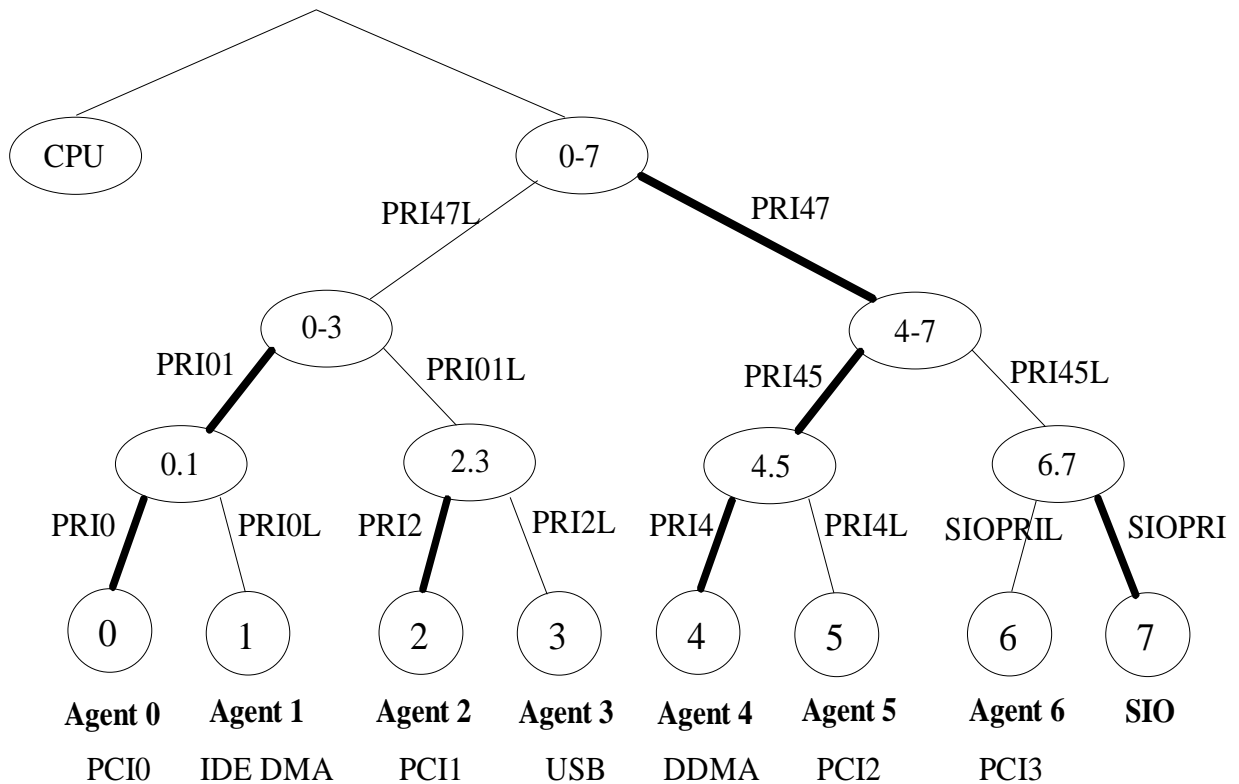 CPU
0-7
PRI47L
PRI47
0-3
4-7
PRI01
PRI01L
PRI45
PRI45L
0.1
2.3
4.5
6.7
PRI0
PRI0L
PRI2
PRI2L
PRI4
PRI4L
SIOPRIL
SIOPRI
0
1
2
3
4
5
6
7
Agent 0
Agent 1
Agent 2
Agent 3
Agent 4
Agent 5
Agent 6
SIO
PCI0
IDE DMA
PCI1
USB
DDMA
PCI2
PCI3